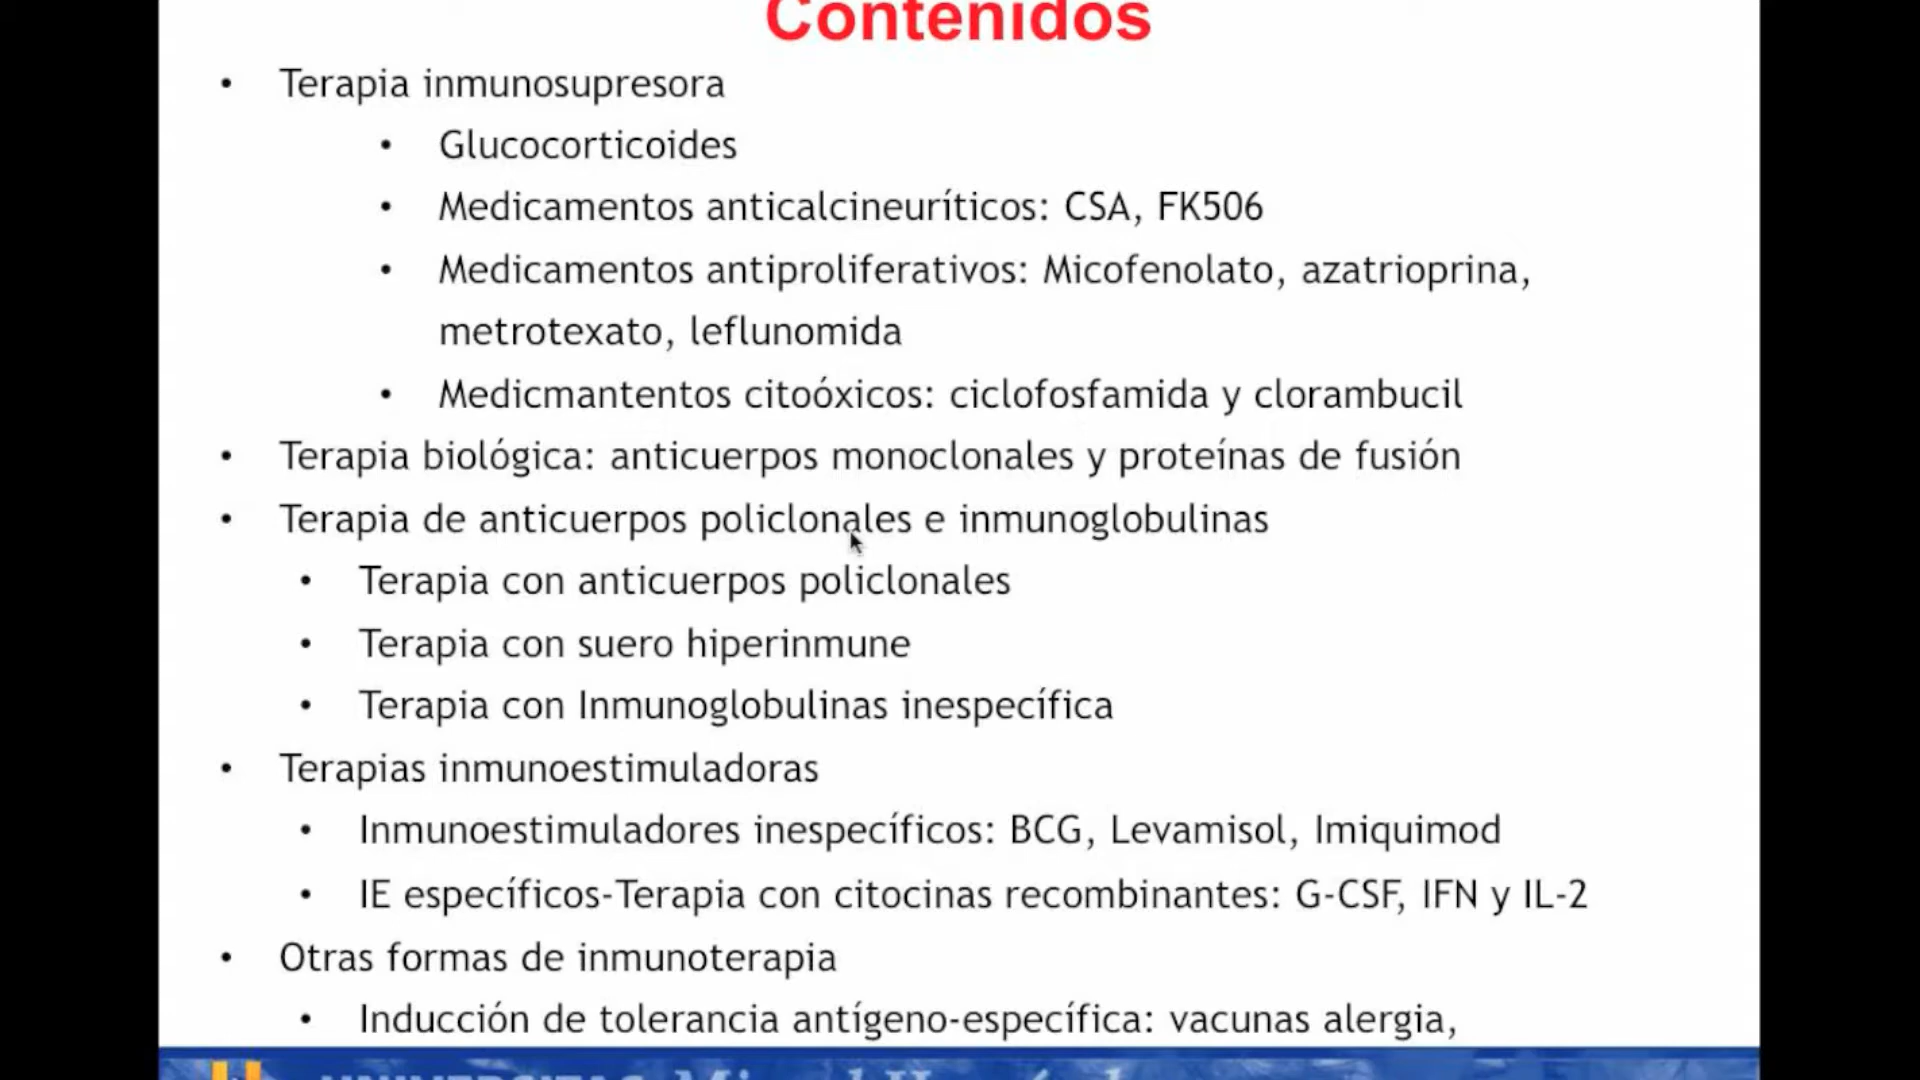 Contenidos
• Terapia inmunosupresora
• Glucocorticoides
• Medicamentos anticalcineuríticos: CSA, FK506
• Medicamentos antiproliferativos: Micofenolato, azatrioprina,
metrotexato, leflunomida
• Medicmantentos citoóxicos: ciclofosfamida y clorambucil
• Terapia biológica: anticuerpos monoclonales y proteínas de fusión
• Terapia de anticuerpos policlonales e inmunoglobulinas
• Terapia con anticuerpos policlonales
• Terapia con suero hiperinmune
• Terapia con Inmunoglobulinas inespecífica
• Terapias inmunoestimuladoras
• Inmunoestimuladores inespecíficos: BCG, Levamisol, Imiquimod
• IE específicos-Terapia con citocinas recombinantes: G-CSF, IFN y IL-2
• Otras formas de inmunoterapia
• Inducción de tolerancia antígeno-específica: vacunas alergia,
UNIVERSITAS Miguel Hernández